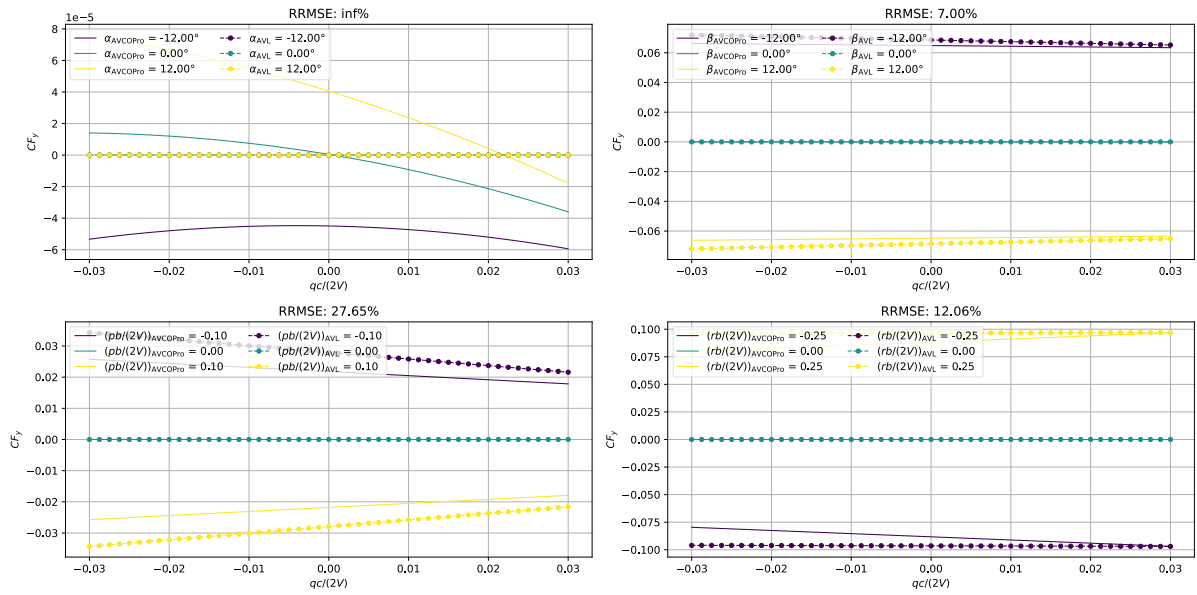 RRMSE: inf%
1e−5
α_AVCOPro = -12.00° α_AVL = -12.00°
α_AVCOPro = 0.00° α_AVL = 0.00°
α_AVCOPro = 12.00° α_AVL = 12.00°
8
6
4
2
0
−2
−4
−6
CF_y
−0.03 −0.02 −0.01 0.00 0.01 0.02 0.03
qc/(2V)
RRMSE: 7.00%
β_AVCOPro = -12.00° β_AVL = -12.00°
β_AVCOPro = 0.00° β_AVL = 0.00°
β_AVCOPro = 12.00° β_AVL = 12.00°
0.06
0.04
0.02
0.00
−0.02
−0.04
−0.06
CF_y
−0.03 −0.02 −0.01 0.00 0.01 0.02 0.03
qc/(2V)
RRMSE: 27.65%
(pb/(2V))_AVCOPro = -0.10 (pb/(2V))_AVL = -0.10
(pb/(2V))_AVCOPro = 0.00 (pb/(2V))_AVL = 0.00
(pb/(2V))_AVCOPro = 0.10 (pb/(2V))_AVL = 0.10
0.03
0.02
0.01
0.00
−0.01
−0.02
−0.03
CF_y
−0.03 −0.02 −0.01 0.00 0.01 0.02 0.03
qc/(2V)
RRMSE: 12.06%
(rb/(2V))_AVCOPro = -0.25 (rb/(2V))_AVL = -0.25
(rb/(2V))_AVCOPro = 0.00 (rb/(2V))_AVL = 0.00
(rb/(2V))_AVCOPro = 0.25 (rb/(2V))_AVL = 0.25
0.100
0.075
0.050
0.025
0.000
−0.025
−0.050
−0.075
−0.100
CF_y
−0.03 −0.02 −0.01 0.00 0.01 0.02 0.03
qc/(2V)